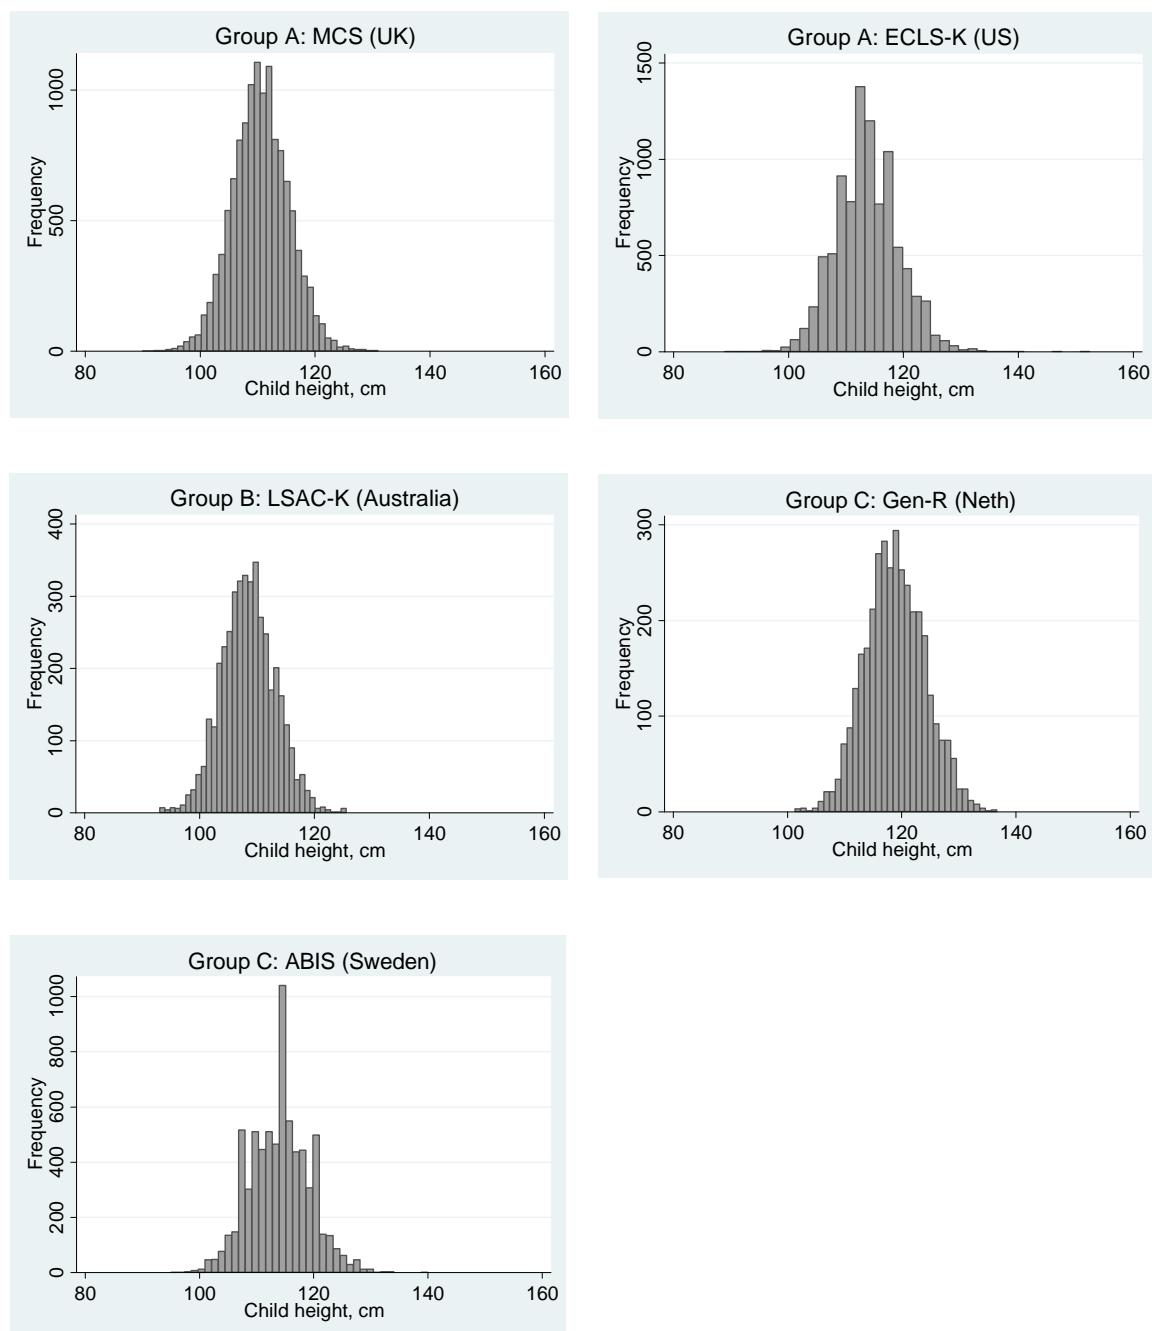 Group A: MCS (UK)
Frequency
1000
500
0
80 100 120 140 160
Child height, cm
Group A: ECLS-K (US)
Frequency
1500
1000
500
0
80 100 120 140 160
Child height, cm
Group B: LSAC-K (Australia)
Frequency
400
300
200
100
0
80 100 120 140 160
Child height, cm
Group C: Gen-R (Neth)
Frequency
300
200
100
0
80 100 120 140 160
Child height, cm
Group C: ABIS (Sweden)
Frequency
1000
800
600
400
200
0
80 100 120 140 160
Child height, cm